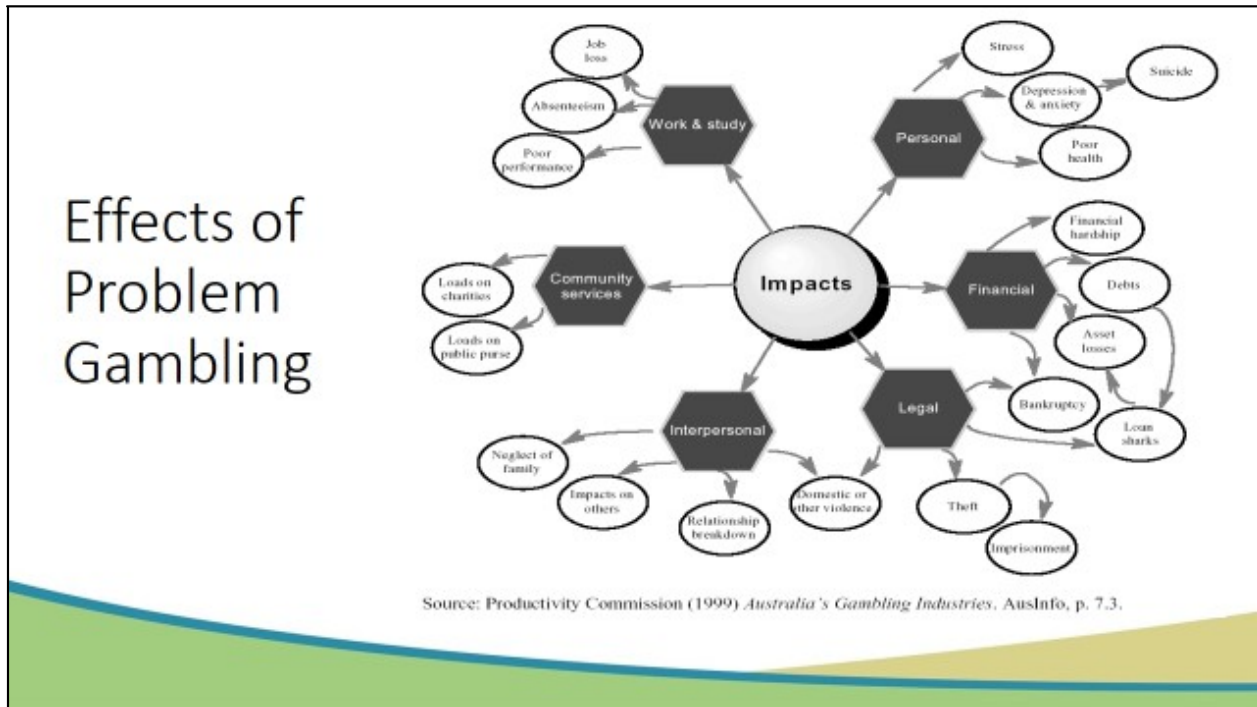 Effects of
Problem
Gambling
Job
loss
Absenteeism
Poor
performance
Work & study
Stress
Depression
& anxiety
Suicide
Poor
health
Personal
Impacts
Community
services
Loads on
charities
Loads on
public purse
Financial
Financial
hardship
Debts
Asset
losses
Bankruptcy
Loan
sharks
Legal
Interpersonal
Neglect of
family
Impacts on
others
Relationship
breakdown
Domestic or
ther violence
Theft
Imprisonment
Source: Productivity Commission (1999) Australia's Gambling Industries. AusInfo, p. 7.3.